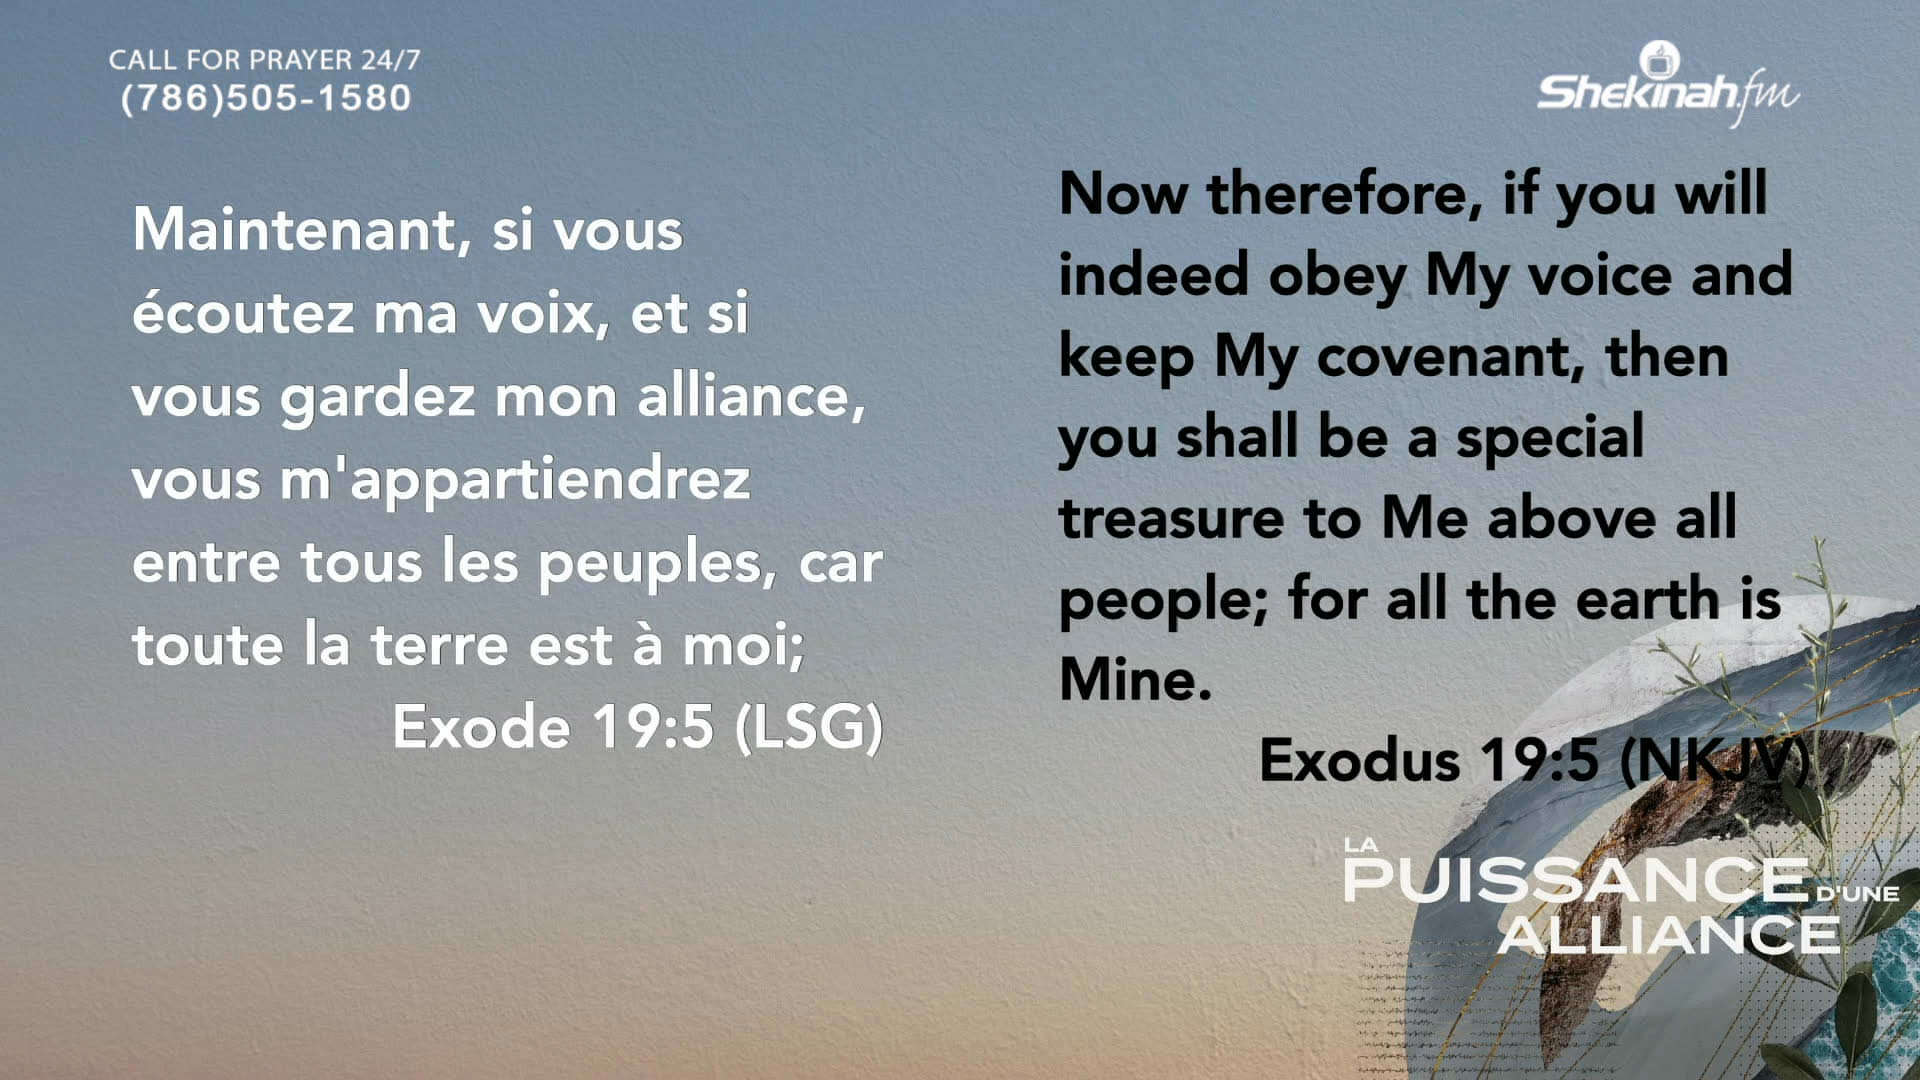 CALL FOR PRAYER 24/7
(786)505-1580
Shekinah.fm
Maintenant, si vous
écoutez ma voix, et si
vous gardez mon alliance,
vous m'appartiendrez
entre tous les peuples, car
toute la terre est à moi;
Exode 19:5 (LSG)
Now therefore, if you will
indeed obey My voice and
keep My covenant, then
you shall be a special
treasure to Me above all
people; for all the earth is
Mine.
Exodus 19:5 (NKJV)
LA
PUISSANCE D'UNE
ALLIANCE